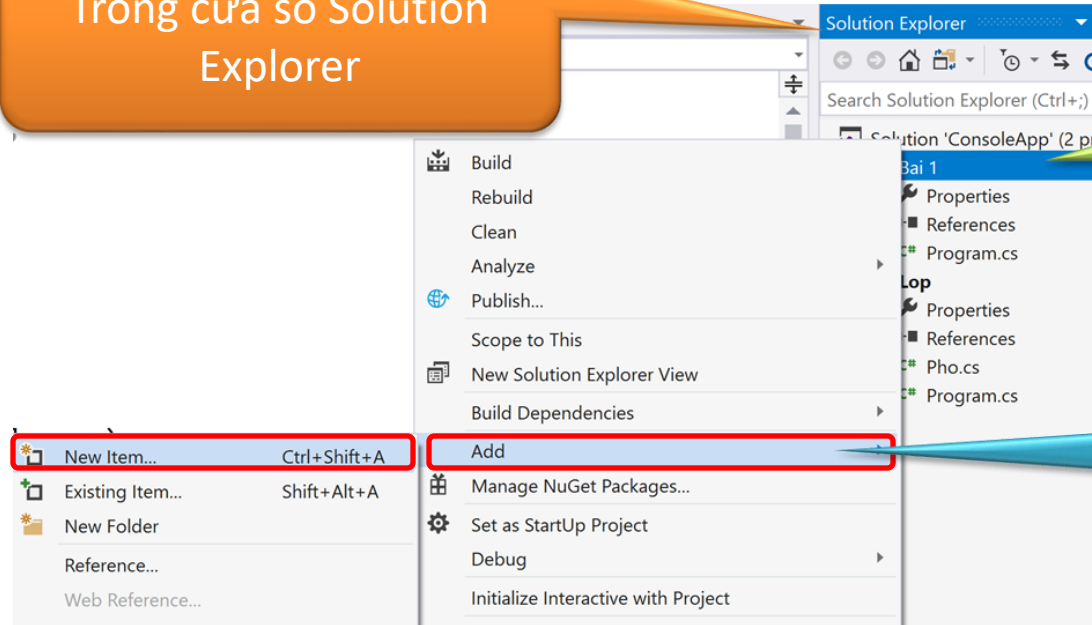 Trong cửa sổ Solution
Explorer
Solution Explorer
Search Solution Explorer (Ctrl+;)
Solution 'ConsoleApp' (2
Bai 1
Properties
References
Program.cs
Lop
Properties
References
Pho.cs
Program.cs
Build
Rebuild
Clean
Analyze
Publish...
Scope to This
New Solution Explorer View
Build Dependencies
Add
Manage NuGet Packages...
Set as StartUp Project
Debug
Initialize Interactive with Project
New Item... Ctrl+Shift+A
Existing Item... Shift+Alt+A
New Folder
Reference...
Web Reference...